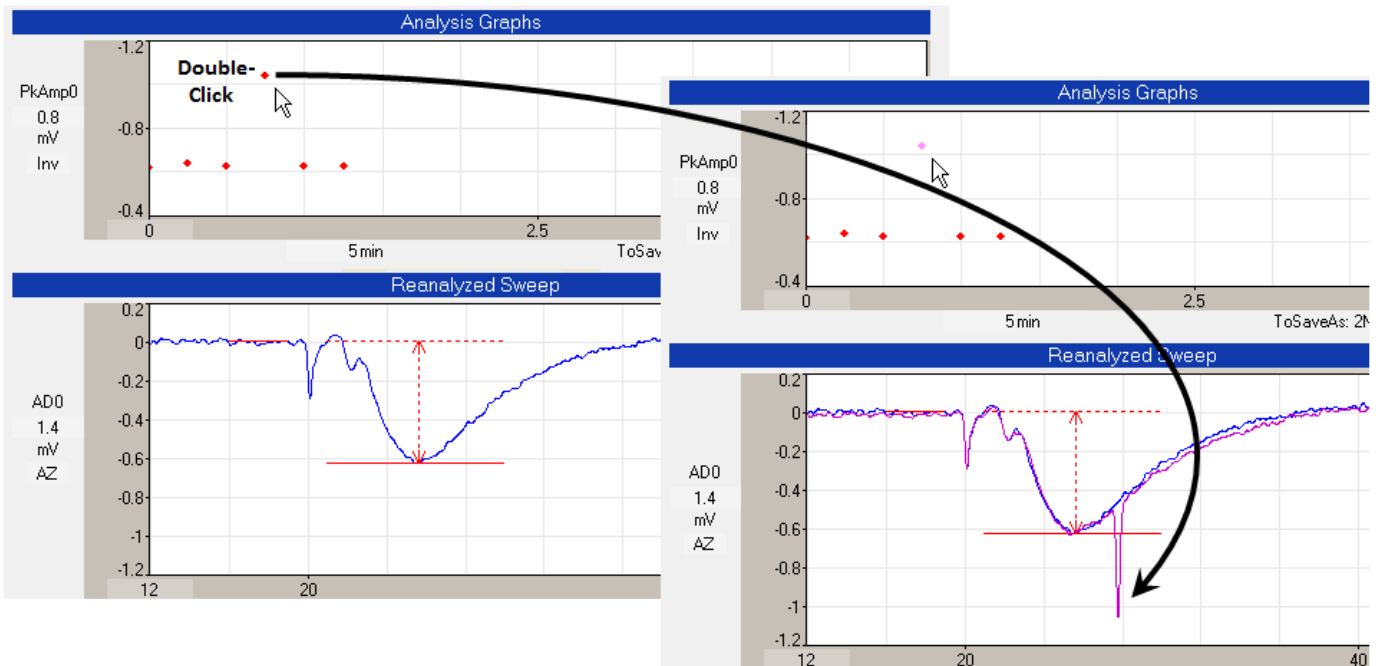 Analysis Graphs
-1.2
Double-
Click
PkAmp0
0.8
mV
Inv
-0.8
-0.4
0
2.5
5 min
ToSav
Reanalyzed Sweep
0.2
0
-0.2
-0.4
-0.6
-0.8
-1
-1.2
AD0
1.4
mV
AZ
12
20
Analysis Graphs
-1.2
PkAmp0
0.8
mV
Inv
-0.8
-0.4
0
2.5
5 min
ToSaveAs: 2
Reanalyzed Sweep
0.2
0
-0.2
-0.4
-0.6
-0.8
-1
-1.2
AD0
1.4
mV
AZ
12
20
40